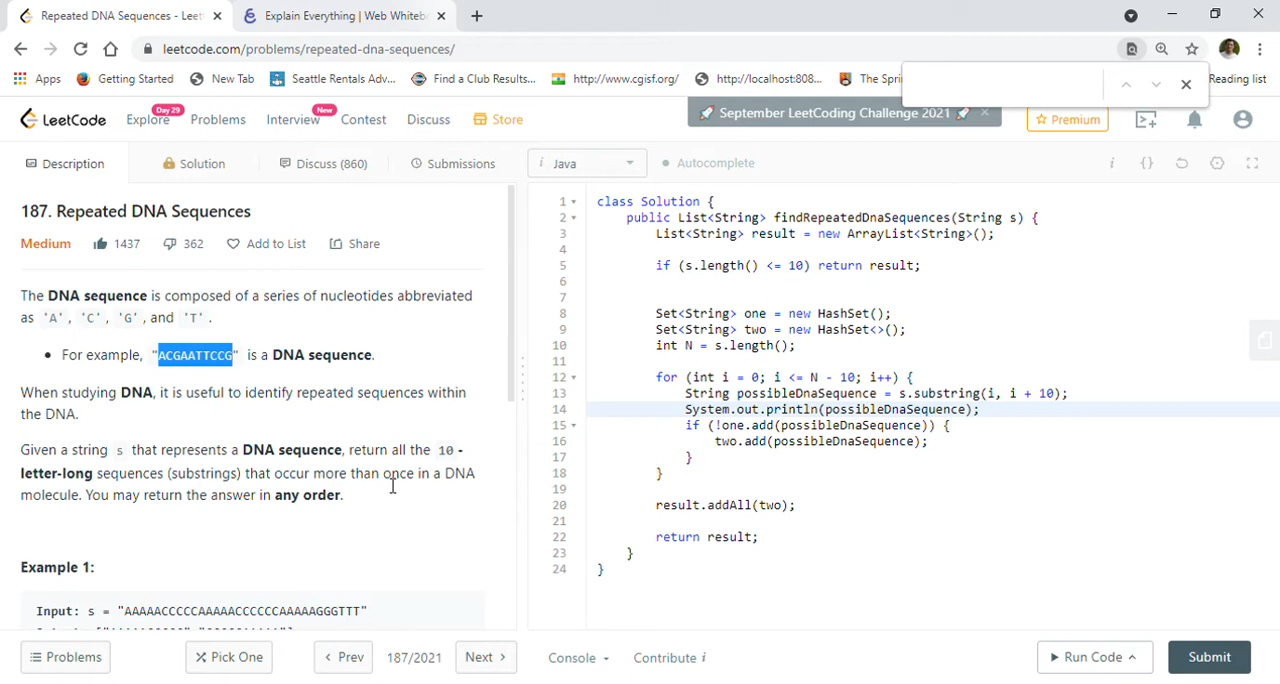 Repeated DNA Sequences - Leet
Explain Everything | Web Whitebo
leetcode.com/problems/repeated-dna-sequences/
Apps
Getting Started
New Tab
Seattle Rentals Adv...
Find a Club Results...
http://www.cgisf.org/
http://localhost:808...
The Sprin
Reading list
LeetCode
Explore
Day 29
Problems
Interview
New
Contest
Discuss
Store
September LeetCoding Challenge 2021
Premium
Description
Solution
Discuss (860)
Submissions
Java
Autocomplete
187. Repeated DNA Sequences
Medium
1437
362
Add to List
Share
The DNA sequence is composed of a series of nucleotides abbreviated
as 'A', 'C', 'G', and 'T'.
• For example, "ACGAATTCCG" is a DNA sequence.
When studying DNA, it is useful to identify repeated sequences within
the DNA.
Given a string s that represents a DNA sequence, return all the 10-
letter-long sequences (substrings) that occur more than once in a DNA
molecule. You may return the answer in any order.
Example 1:
Input: s = "AAAAACCCCCAAAAACCCCCCAAAAAGGGTTT"
1 class Solution {
2 public List<String> findRepeatedDnaSequences(String s) {
3 List<String> result = new ArrayList<String>();
4
5 if (s.length() <= 10) return result;
6
7
8 Set<String> one = new HashSet();
9 Set<String> two = new HashSet<>();
10 int N = s.length();
11
12 for (int i = 0; i <= N - 10; i++) {
13 String possibleDnaSequence = s.substring(i, i + 10);
14 System.out.println(possibleDnaSequence);
15 if (!one.add(possibleDnaSequence)) {
16 two.add(possibleDnaSequence);
17 }
18 }
19
20 result.addAll(two);
21
22 return result;
23 }
24 }
Problems
Pick One
Prev
187/2021
Next
Console
Contribute i
Run Code
Submit